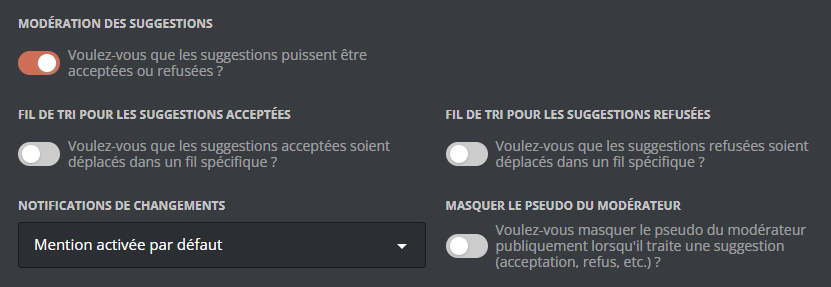 MODÉRATION DES SUGGESTIONS
Voulez-vous que les suggestions puissent être
acceptées ou refusées ?
FIL DE TRI POUR LES SUGGESTIONS ACCEPTÉES
Voulez-vous que les suggestions acceptées soient
déplacés dans un fil spécifique ?
FIL DE TRI POUR LES SUGGESTIONS REFUSÉES
Voulez-vous que les suggestions refusées soient
déplacés dans un fil spécifique ?
NOTIFICATIONS DE CHANGEMENTS
Mention activée par défaut
MASQUER LE PSEUDO DU MODÉRATEUR
Voulez-vous masquer le pseudo du modérateur
publiquement lorsqu'il traite une suggestion
(acceptation, refus, etc.) ?